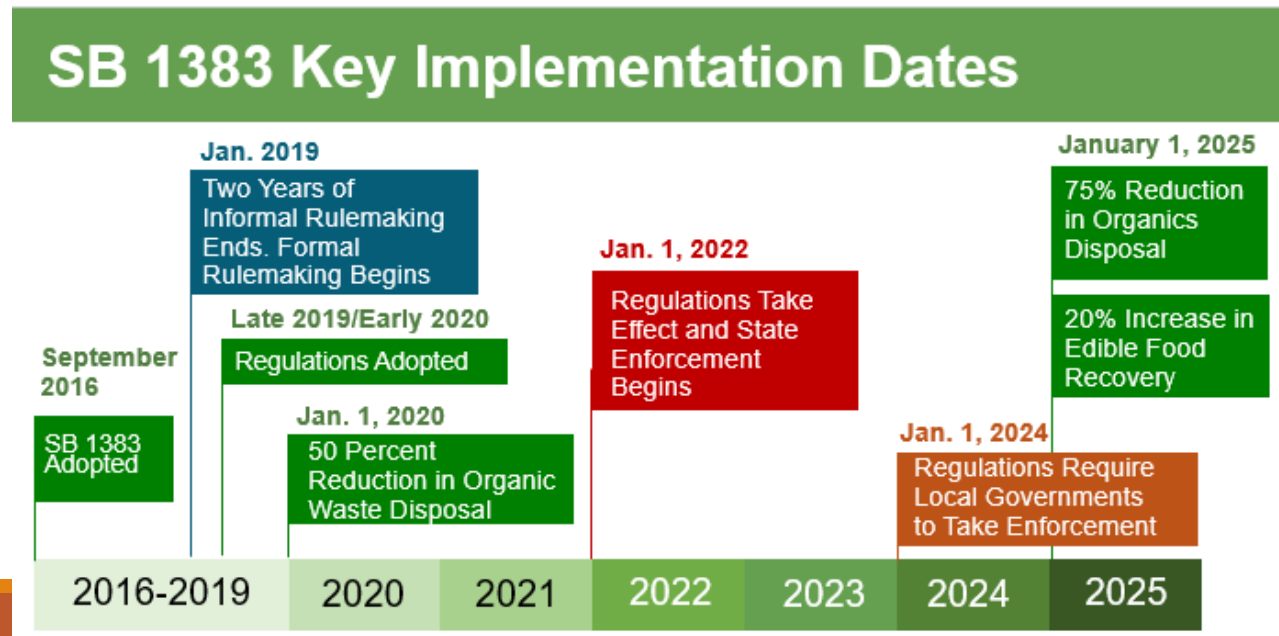 SB 1383 Key Implementation Dates
Jan. 2019
Two Years of
Informal Rulemaking
Ends. Formal
Rulemaking Begins
Late 2019/Early 2020
Regulations Adopted
September
2016
SB 1383
Adopted
Jan. 1, 2020
50 Percent
Reduction in Organic
Waste Disposal
Jan. 1, 2022
Regulations Take
Effect and State
Enforcement
Begins
Jan. 1, 2024
Regulations Require
Local Governments
to Take Enforcement
January 1, 2025
75% Reduction
in Organics
Disposal
20% Increase in
Edible Food
Recovery
2016-2019
2020
2021
2022
2023
2024
2025